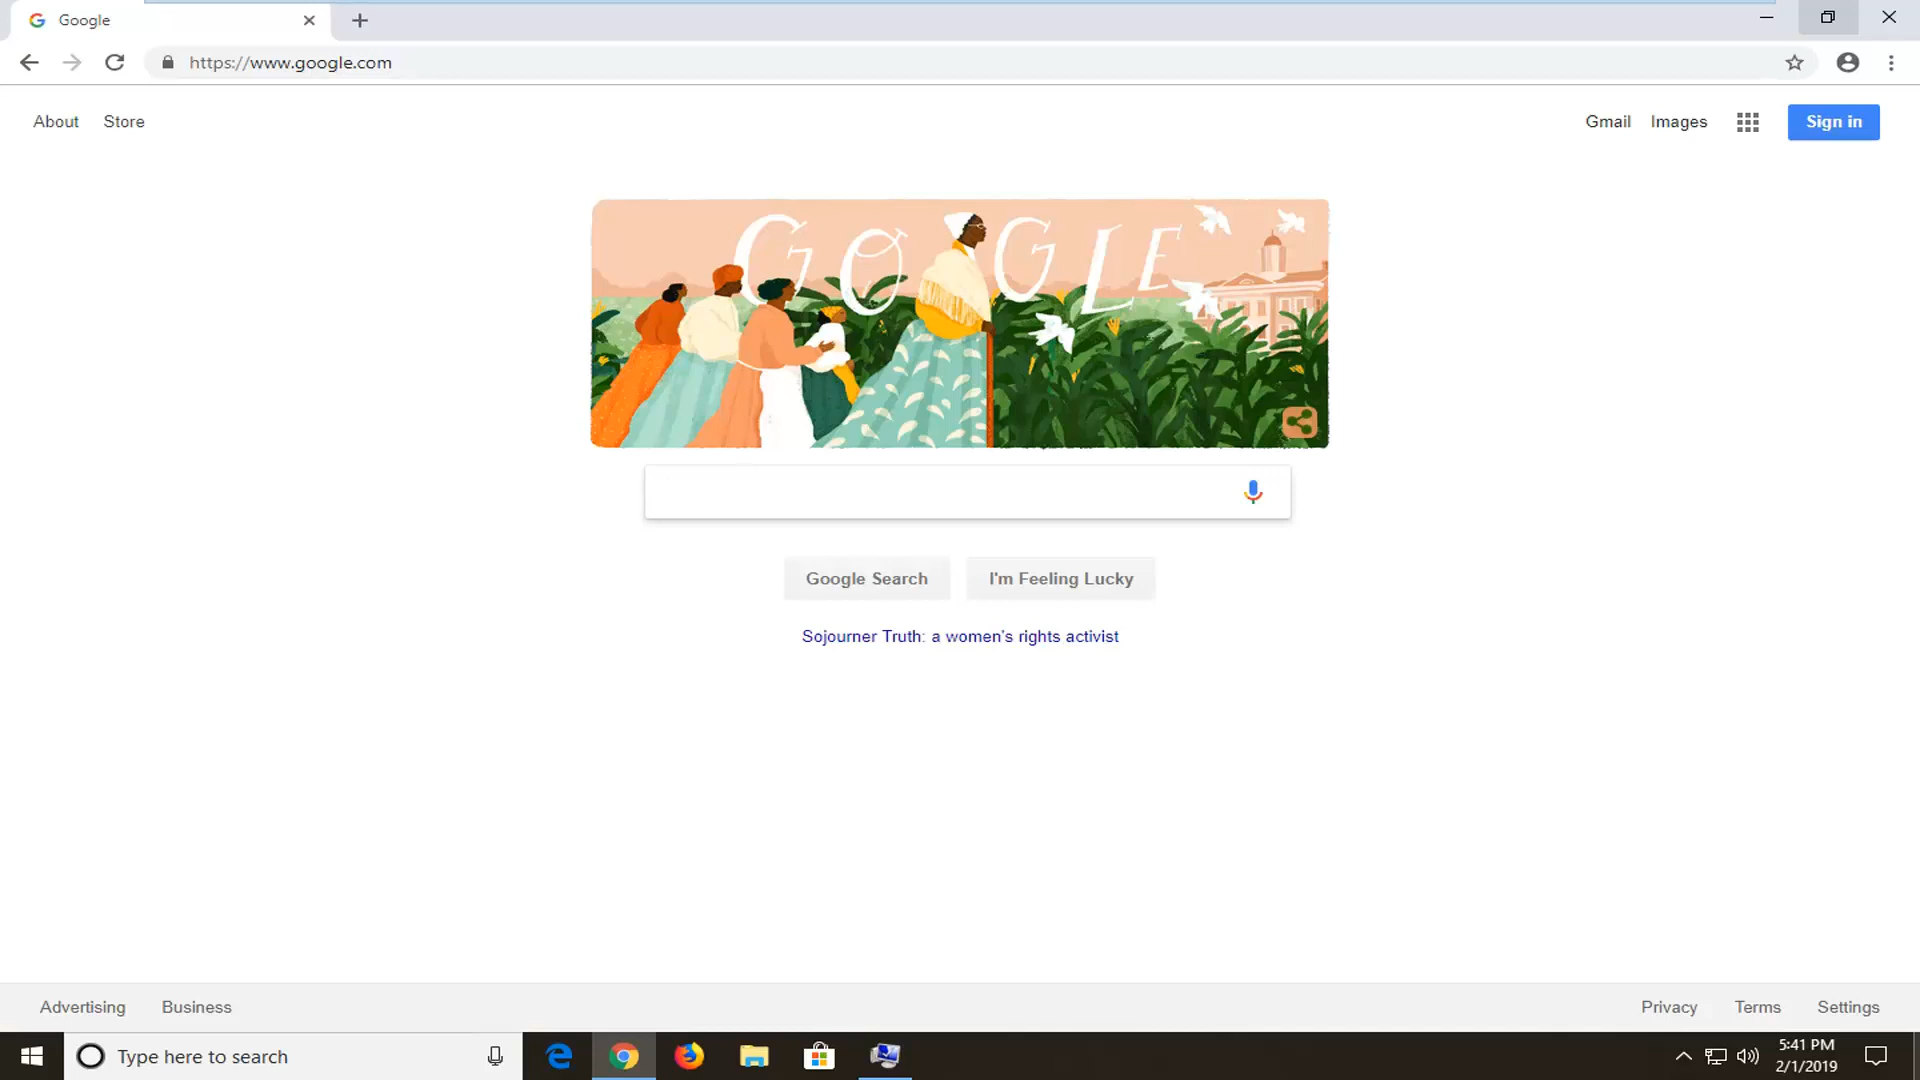 Google
https://www.google.com
About Store
Gmail Images Sign in
GOOGLE
Google Search I'm Feeling Lucky
Sojourner Truth: a women's rights activist
Advertising Business
Privacy Terms Settings
Type here to search
5:41 PM
2/1/2019